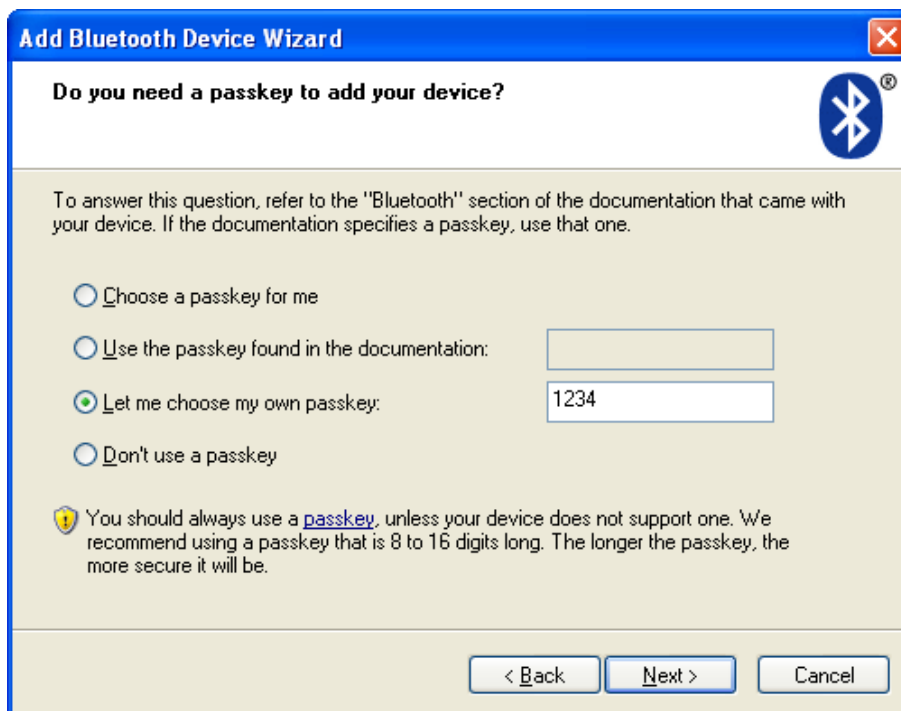 Add Bluetooth Device Wizard
Do you need a passkey to add your device?
®
To answer this question, refer to the "Bluetooth" section of the documentation that came with
your device. If the documentation specifies a passkey, use that one.
Choose a passkey for me
Use the passkey found in the documentation:
Let me choose my own passkey:
1234
Don't use a passkey
You should always use a passkey, unless your device does not support one. We
recommend using a passkey that is 8 to 16 digits long. The longer the passkey, the
more secure it will be.
< Back
Next >
Cancel